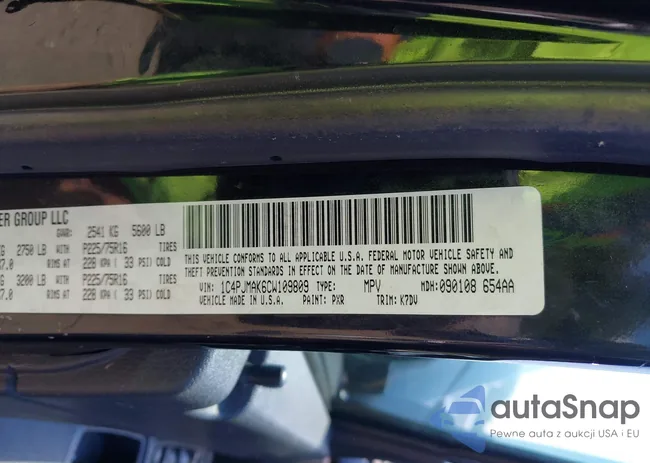 ER GROUP LLC
GVWR: 2541 KG 5600 LB
G 2750 LB WITH P225/75R16 TIRES
7.0 RIMS AT 228 KPA ( 33 PSI) COLD
G 3200 LB WITH P225/75R16 TIRES
7.0 RIMS AT 228 KPA ( 33 PSI) COLD
THIS VEHICLE CONFORMS TO ALL APPLICABLE U.S.A. FEDERAL MOTOR VEHICLE SAFETY AND
THEFT PREVENTION STANDARDS IN EFFECT ON THE DATE OF MANUFACTURE SHOWN ABOVE.
VIN: 1C4PJMAK6CW109809 TYPE: MPV MDH: 090108 654AA
MADE IN U.S.A. PAINT: PXR TRIM: K7DV
autaSnap
Pewne auta z aukcji USA i EU